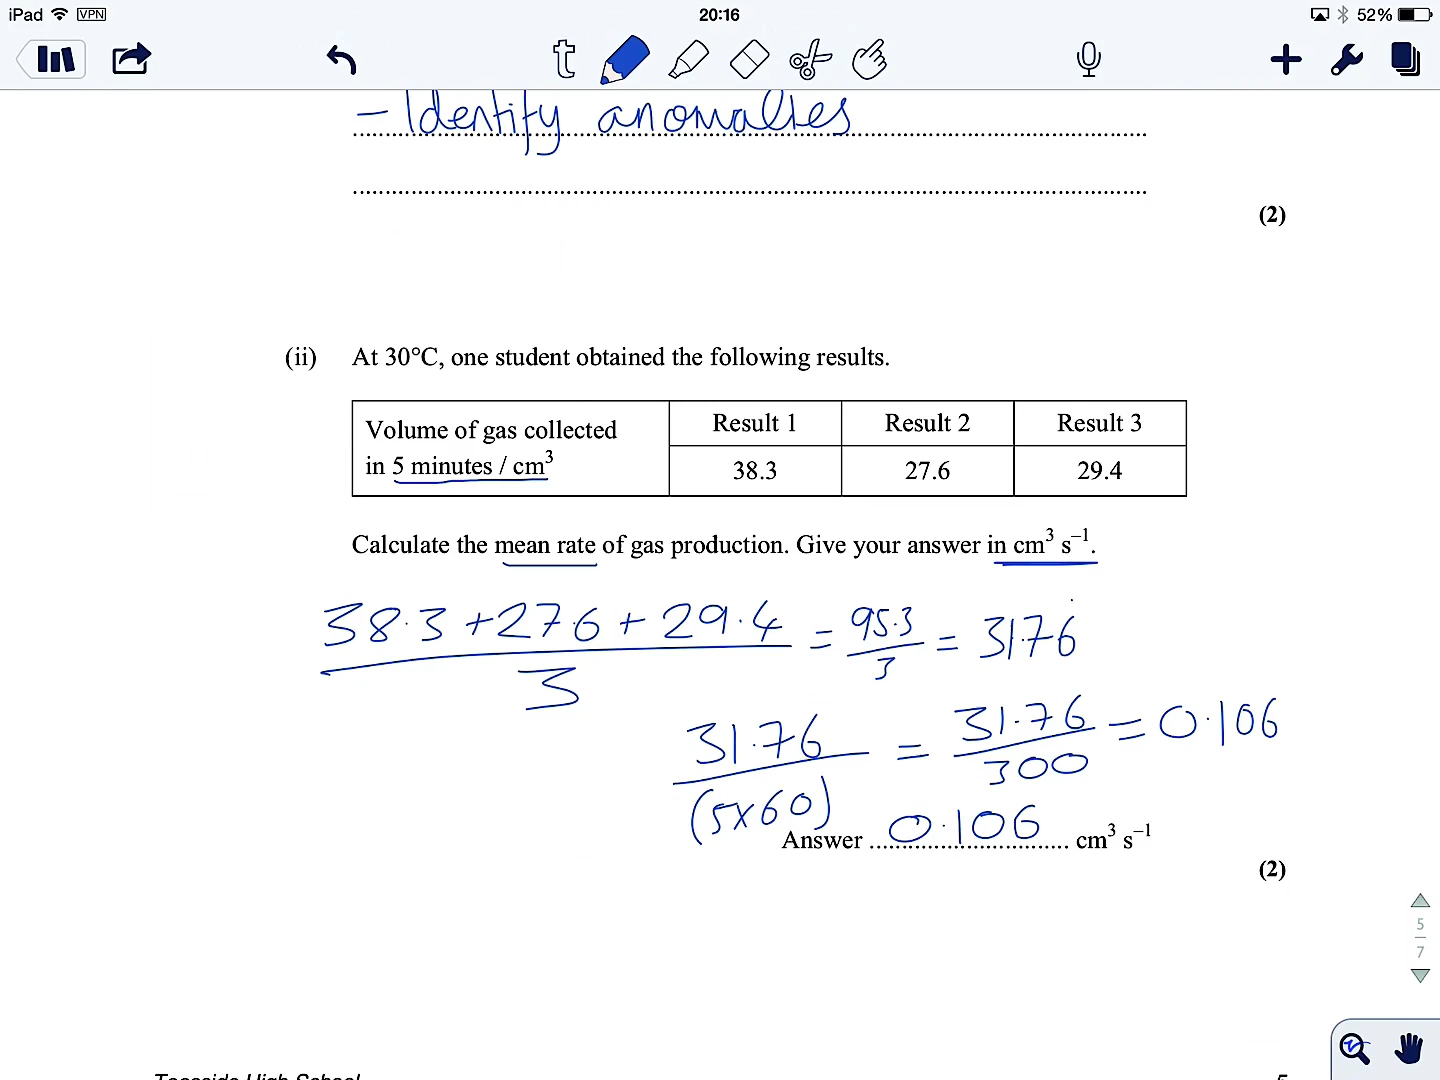 iPad VPN 20:16 52%
t
– Identify anomalies
(2)
(ii) At 30°C, one student obtained the following results.
Volume of gas collected in 5 minutes / cm³
Result 1 Result 2 Result 3
38.3 27.6 29.4
Calculate the mean rate of gas production. Give your answer in cm³ s⁻¹.
38.3 + 27.6 + 29.4 / 3 = 95.3 / 3 = 31.76̇
31.76 / (5x60) = 31.76 / 300 = 0.106
Answer 0.106 cm³ s⁻¹
(2)
5
7
Teesside High School 5